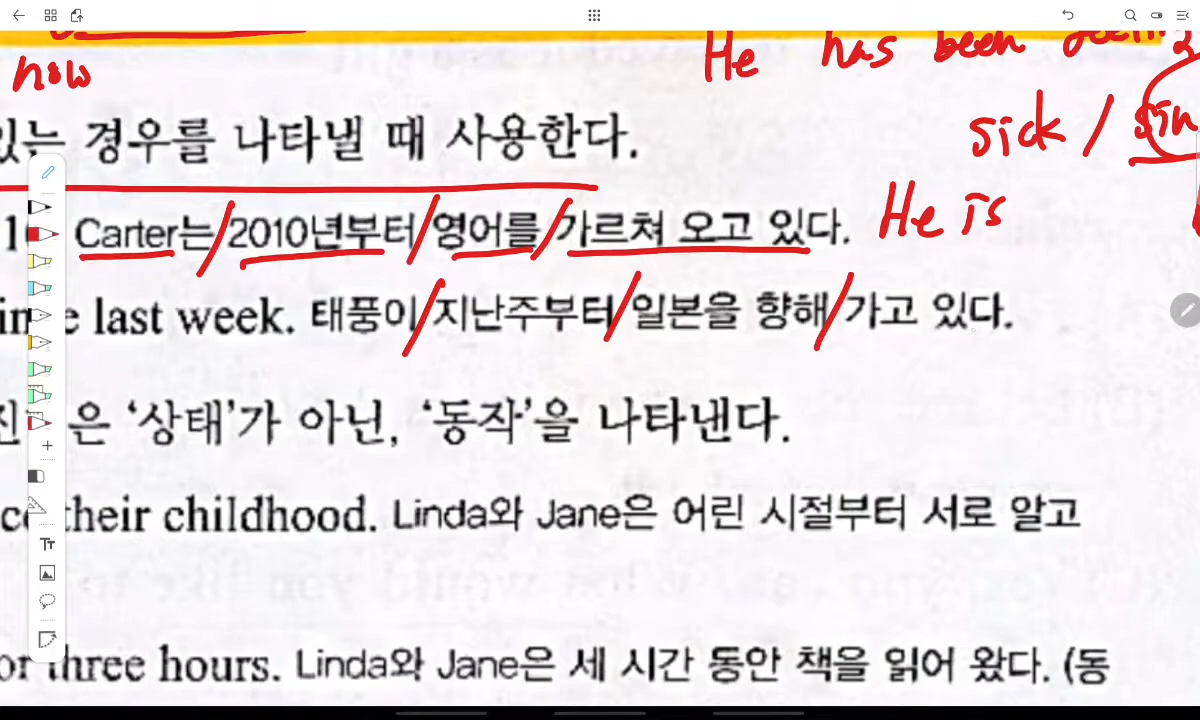 now
He has been
있는 경우를 나타낼 때 사용한다.
sick / sin
Carter는/2010년부터/영어를/가르쳐 오고 있다. He is
last week. 태풍이/지난주부터/일본을 향해/가고 있다.
은 ‘상태’가 아닌, ‘동작’을 나타낸다.
their childhood. Linda와 Jane은 어린 시절부터 서로 알고
three hours. Linda와 Jane은 세 시간 동안 책을 읽어 왔다. (동